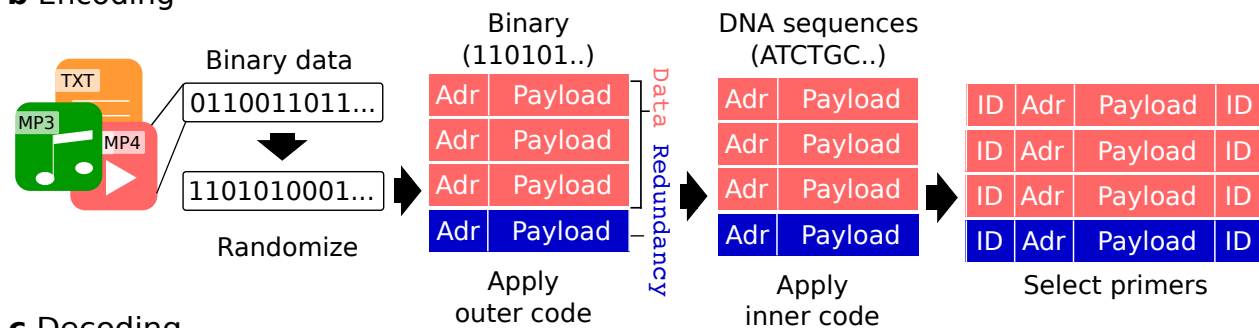 b Encoding
TXT
MP3
MP4
Binary data
0110011011...
1101010001...
Randomize
Binary
(110101..)
Adr Payload
Adr Payload
Adr Payload
Adr Payload
Data Redundancy
Apply
outer code
DNA sequences
(ATCTGC..)
Adr Payload
Adr Payload
Adr Payload
Adr Payload
Apply
inner code
ID Adr Payload ID
ID Adr Payload ID
ID Adr Payload ID
ID Adr Payload ID
Select primers
c Decoding